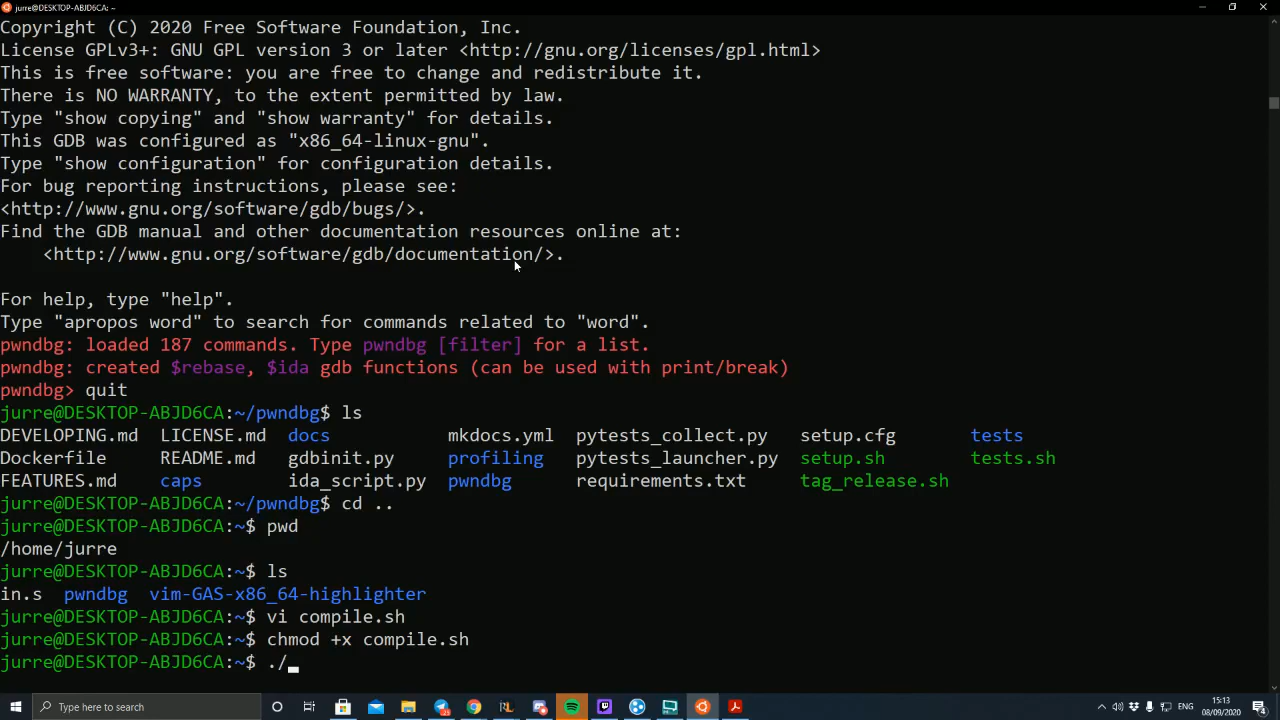 jurre@DESKTOP-ABJD6CA: ~
Copyright (C) 2020 Free Software Foundation, Inc.
License GPLv3+: GNU GPL version 3 or later <http://gnu.org/licenses/gpl.html>
This is free software: you are free to change and redistribute it.
There is NO WARRANTY, to the extent permitted by law.
Type "show copying" and "show warranty" for details.
This GDB was configured as "x86_64-linux-gnu".
Type "show configuration" for configuration details.
For bug reporting instructions, please see:
<http://www.gnu.org/software/gdb/bugs/>.
Find the GDB manual and other documentation resources online at:
    <http://www.gnu.org/software/gdb/documentation/>.
For help, type "help".
Type "apropos word" to search for commands related to "word".
pwndbg: loaded 187 commands. Type pwndbg [filter] for a list.
pwndbg: created $rebase, $ida gdb functions (can be used with print/break)
pwndbg> quit
jurre@DESKTOP-ABJD6CA:~/pwndbg$ ls
DEVELOPING.md  LICENSE.md  docs           mkdocs.yml  pytests_collect.py   setup.cfg       tests
Dockerfile     README.md   gdbinit.py     profiling   pytests_launcher.py  setup.sh        tests.sh
FEATURES.md    caps        ida_script.py  pwndbg      requirements.txt     tag_release.sh
jurre@DESKTOP-ABJD6CA:~/pwndbg$ cd ..
jurre@DESKTOP-ABJD6CA:~$ pwd
/home/jurre
jurre@DESKTOP-ABJD6CA:~$ ls
in.s  pwndbg  vim-GAS-x86_64-highlighter
jurre@DESKTOP-ABJD6CA:~$ vi compile.sh
jurre@DESKTOP-ABJD6CA:~$ chmod +x compile.sh
jurre@DESKTOP-ABJD6CA:~$ ./
Type here to search
ENG
15:13
08/09/2020